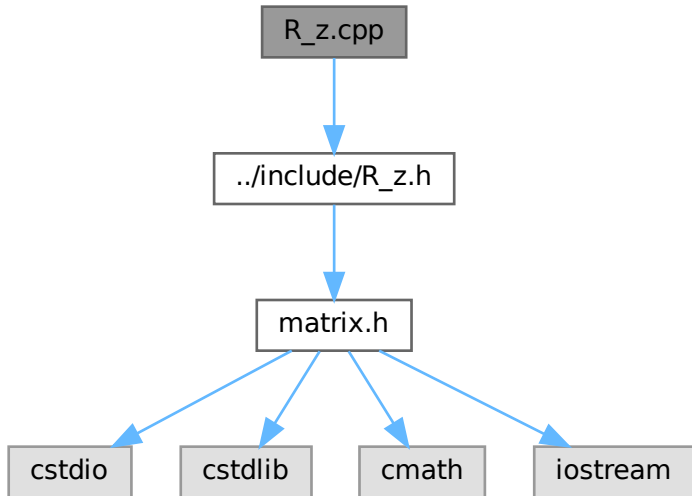 R_z.cpp
../include/R_z.h
matrix.h
cstdio
cstdlib
cmath
iostream